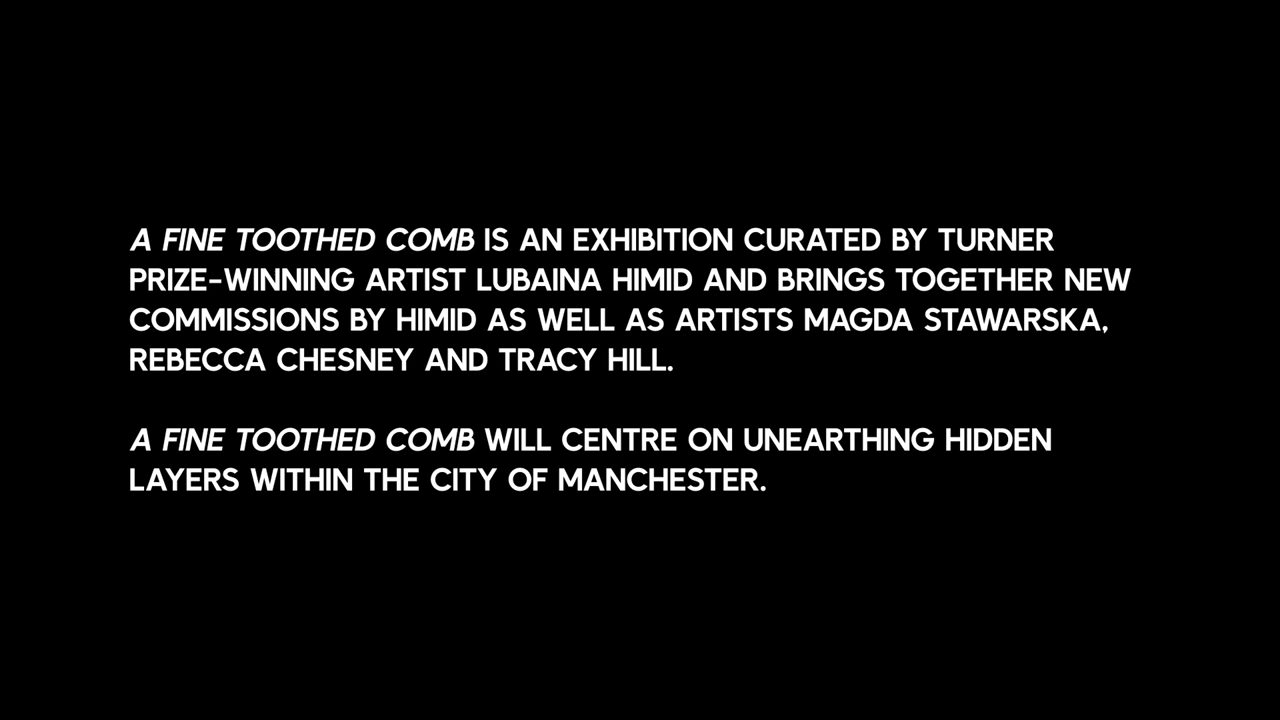 A FINE TOOTHED COMB IS AN EXHIBITION CURATED BY TURNER
PRIZE-WINNING ARTIST LUBAINA HIMID AND BRINGS TOGETHER NEW
COMMISSIONS BY HIMID AS WELL AS ARTISTS MAGDA STAWARSKA,
REBECCA CHESNEY AND TRACY HILL.
A FINE TOOTHED COMB WILL CENTRE ON UNEARTHING HIDDEN
LAYERS WITHIN THE CITY OF MANCHESTER.